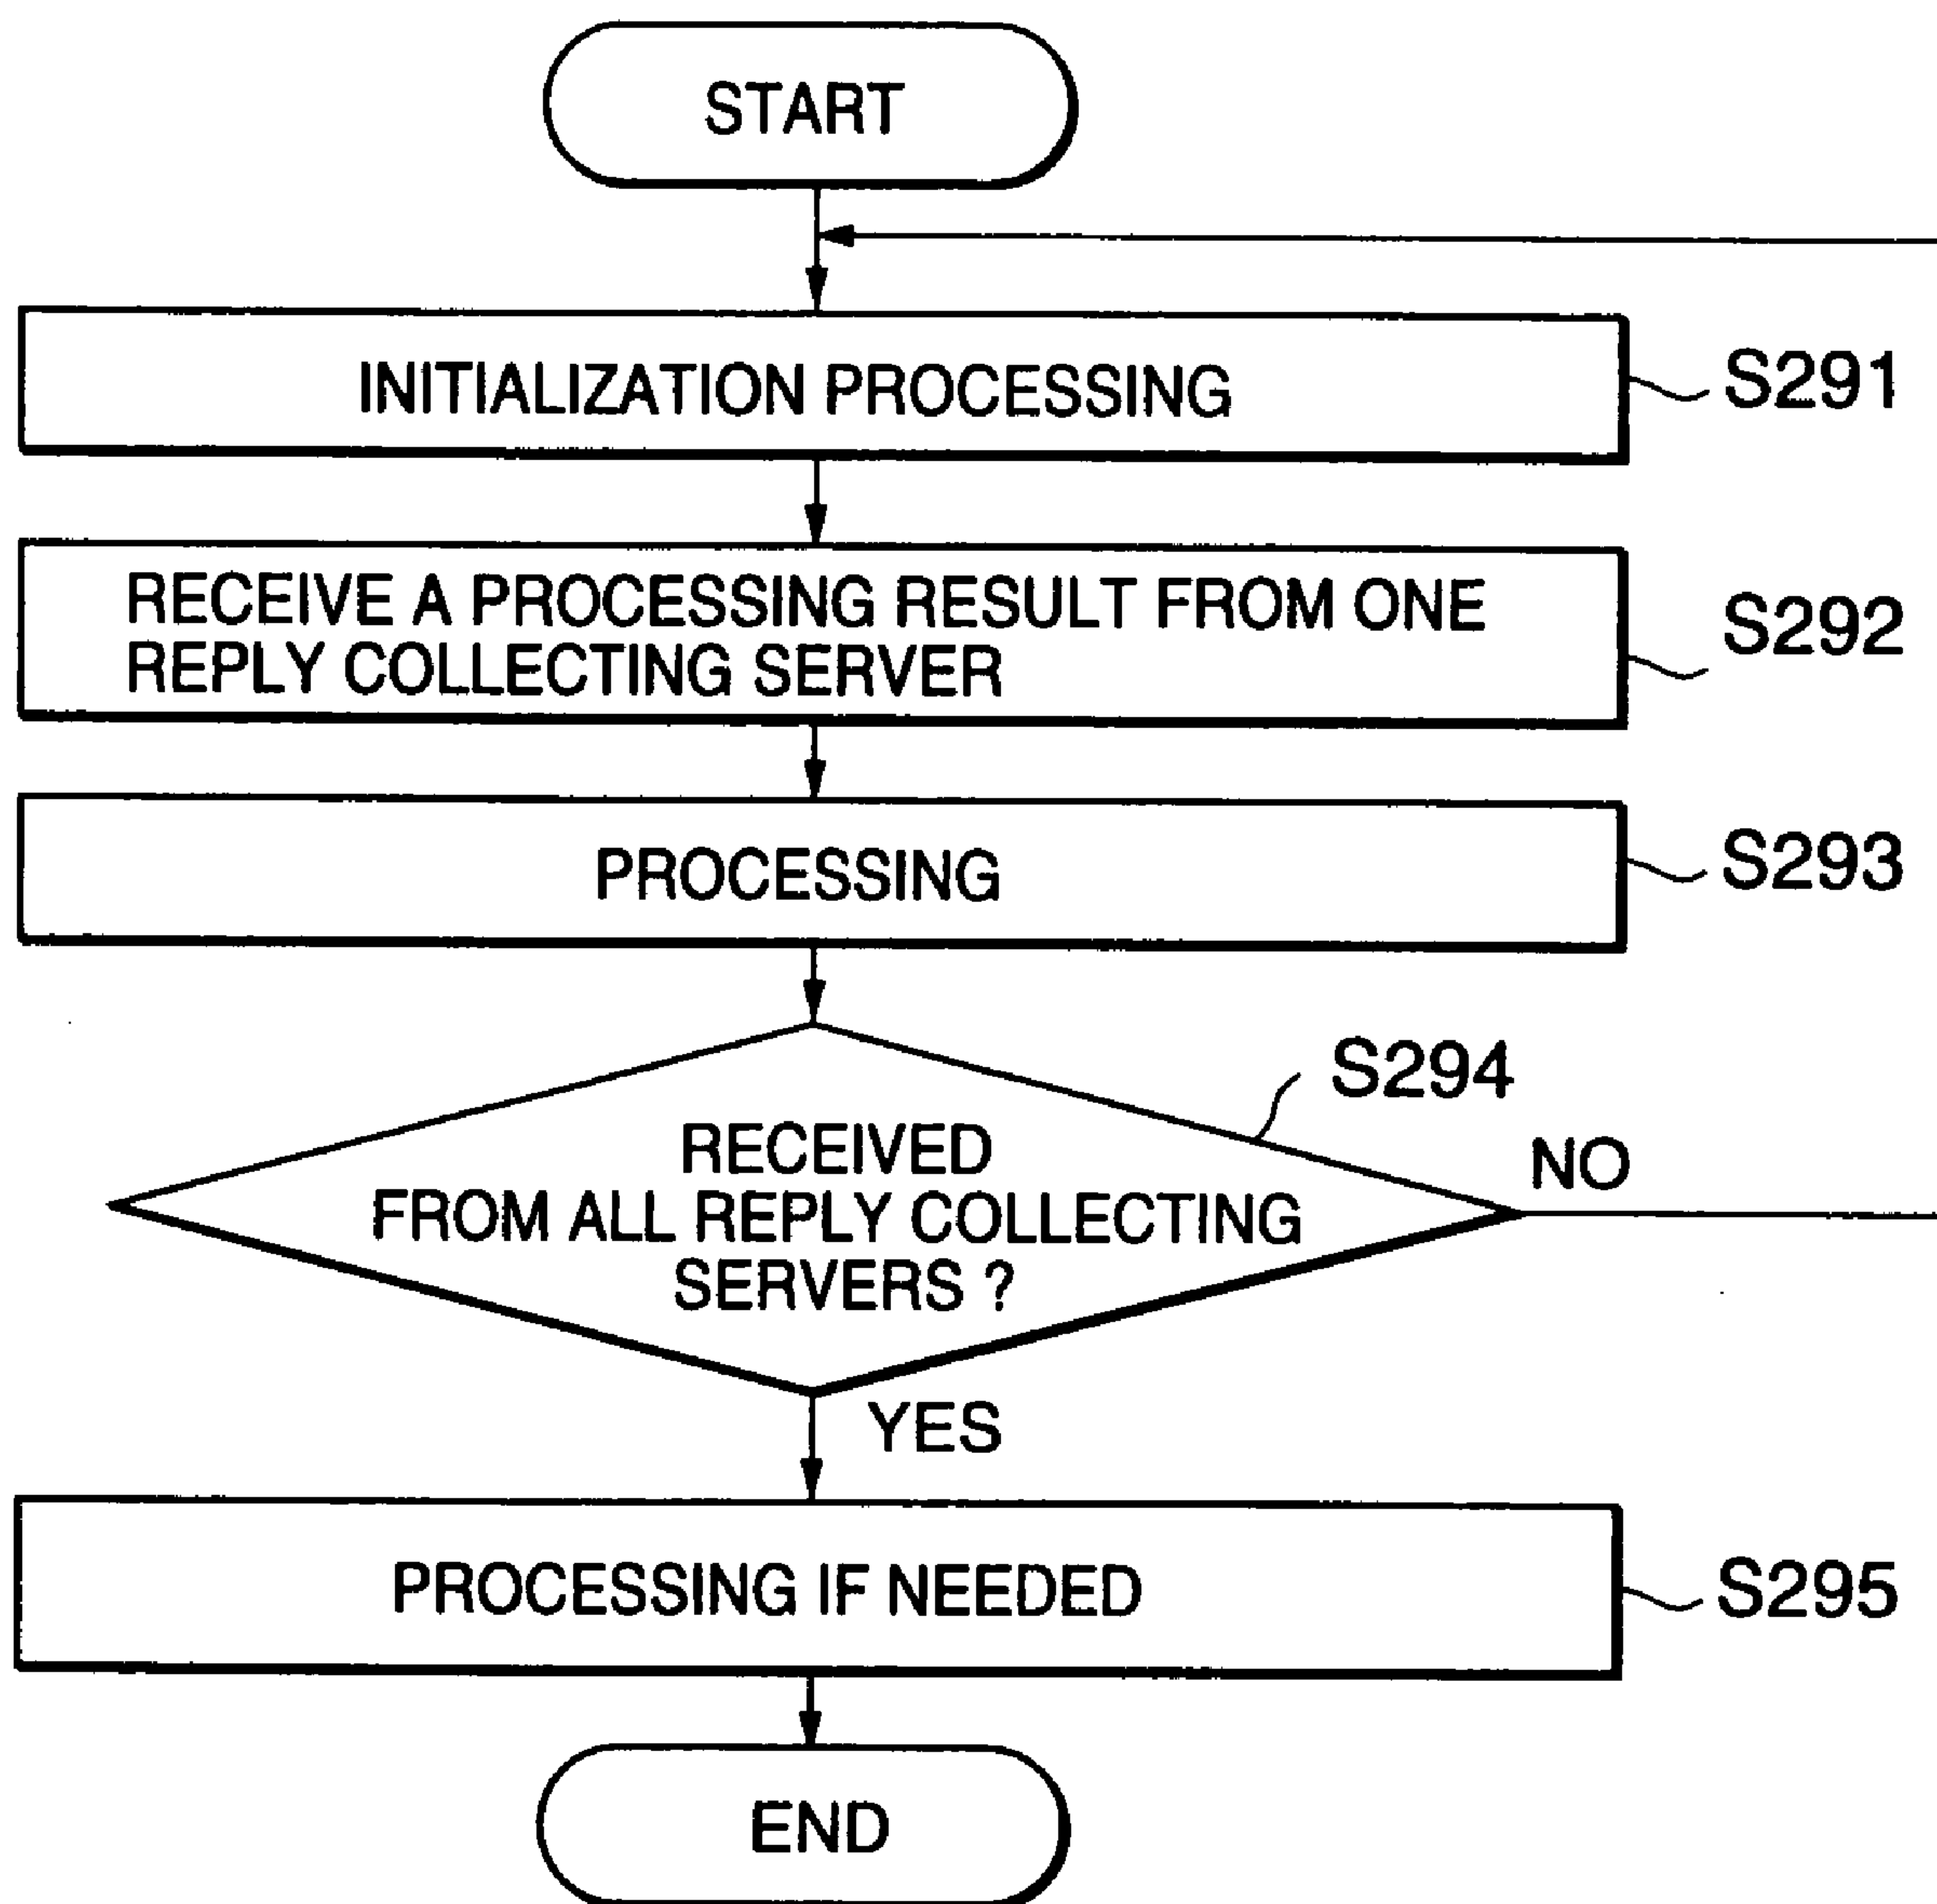 START
INITIALIZATION PROCESSING
S291
RECEIVE A PROCESSING RESULT FROM ONE
REPLY COLLECTING SERVER
S292
PROCESSING
S293
S294
RECEIVED
FROM ALL REPLY COLLECTING
SERVERS ?
NO
YES
PROCESSING IF NEEDED
S295
END